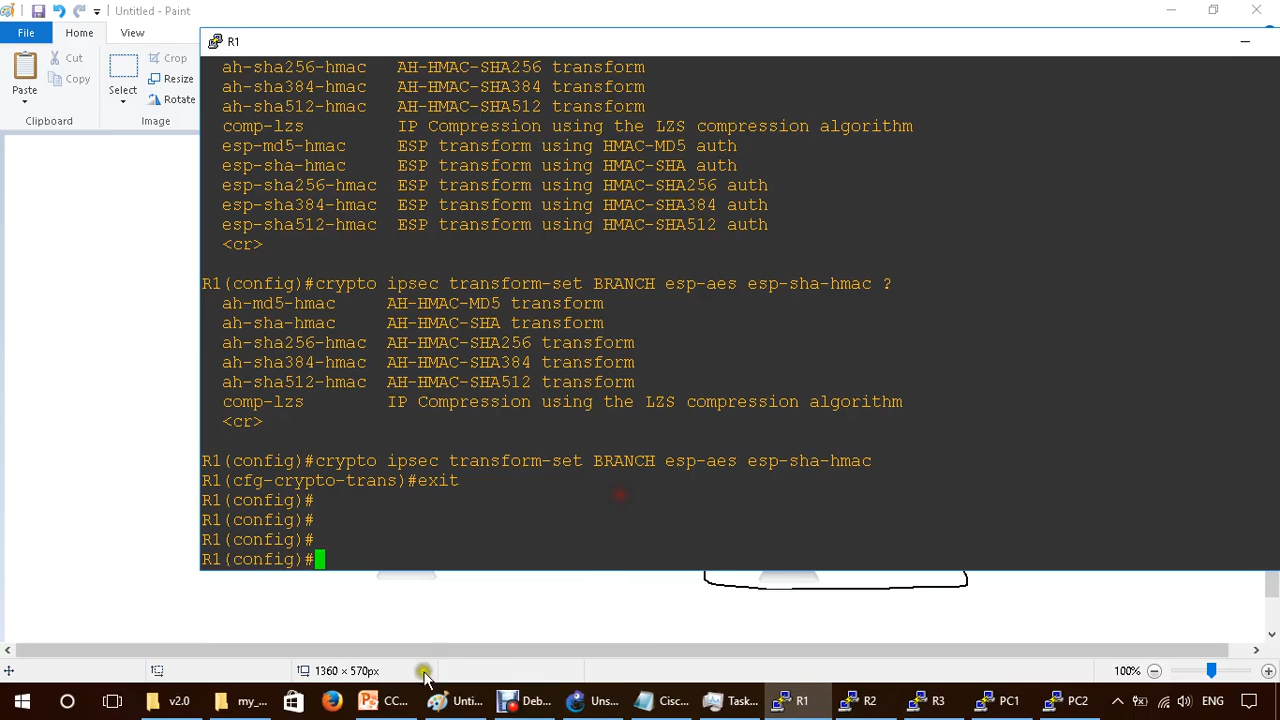 Untitled - Paint
File Home View
Paste
Cut
Copy
Clipboard
Select
Crop
Resize
Rotate
Image
R1
ah-sha256-hmac AH-HMAC-SHA256 transform
ah-sha384-hmac AH-HMAC-SHA384 transform
ah-sha512-hmac AH-HMAC-SHA512 transform
comp-lzs IP Compression using the LZS compression algorithm
esp-md5-hmac ESP transform using HMAC-MD5 auth
esp-sha-hmac ESP transform using HMAC-SHA auth
esp-sha256-hmac ESP transform using HMAC-SHA256 auth
esp-sha384-hmac ESP transform using HMAC-SHA384 auth
esp-sha512-hmac ESP transform using HMAC-SHA512 auth
<cr>
R1(config)#crypto ipsec transform-set BRANCH esp-aes esp-sha-hmac ?
ah-md5-hmac AH-HMAC-MD5 transform
ah-sha-hmac AH-HMAC-SHA transform
ah-sha256-hmac AH-HMAC-SHA256 transform
ah-sha384-hmac AH-HMAC-SHA384 transform
ah-sha512-hmac AH-HMAC-SHA512 transform
comp-lzs IP Compression using the LZS compression algorithm
<cr>
R1(config)#crypto ipsec transform-set BRANCH esp-aes esp-sha-hmac
R1(cfg-crypto-trans)#exit
R1(config)#
R1(config)#
R1(config)#
R1(config)#
1360 × 570px 100%
v2.0 my_... CC... Unti... Deb... Uns... Cisc... Task... R1 R2 R3 PC1 PC2 ENG